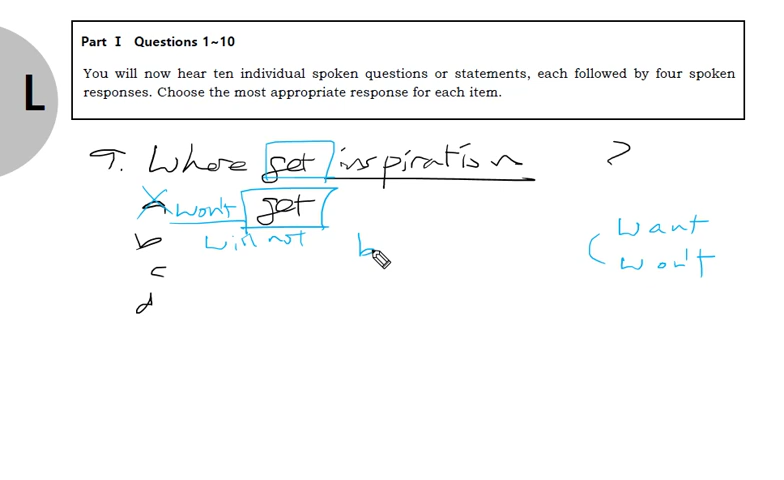 Part I Questions 1~10
You will now hear ten individual spoken questions or statements, each followed by four spoken
responses. Choose the most appropriate response for each item.
L
Where get inspiration ?
a won't get
b will not b
c
d
want
won't